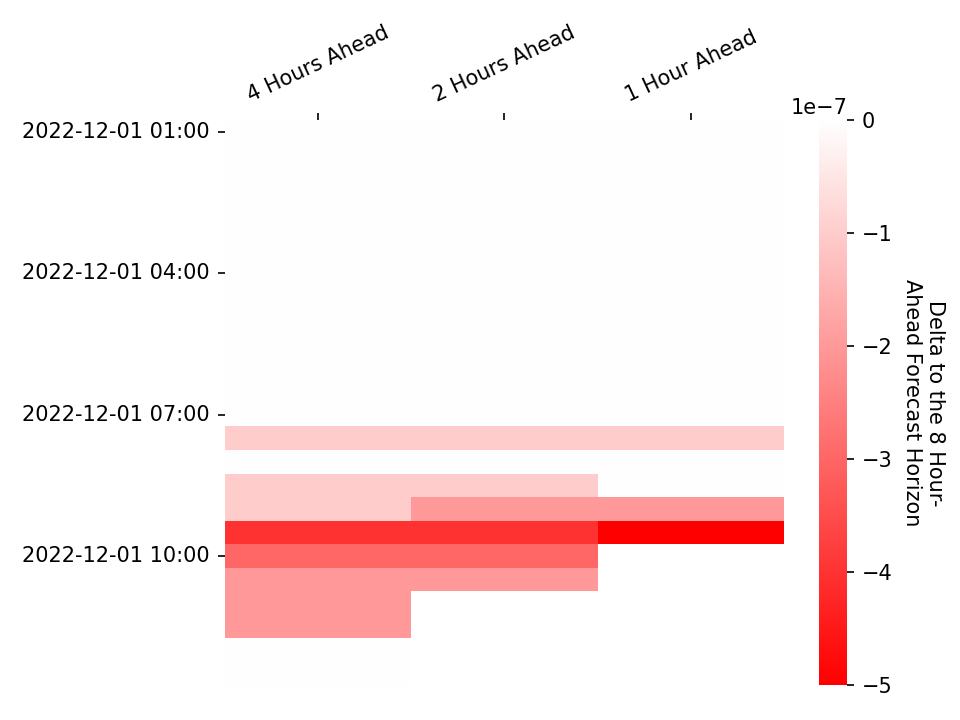 4 Hours Ahead
2 Hours Ahead
1 Hour Ahead
1e−7
2022-12-01 01:00
2022-12-01 04:00
2022-12-01 07:00
2022-12-01 10:00
0
−1
−2
−3
−4
−5
Delta to the 8 Hour-
Ahead Forecast Horizon